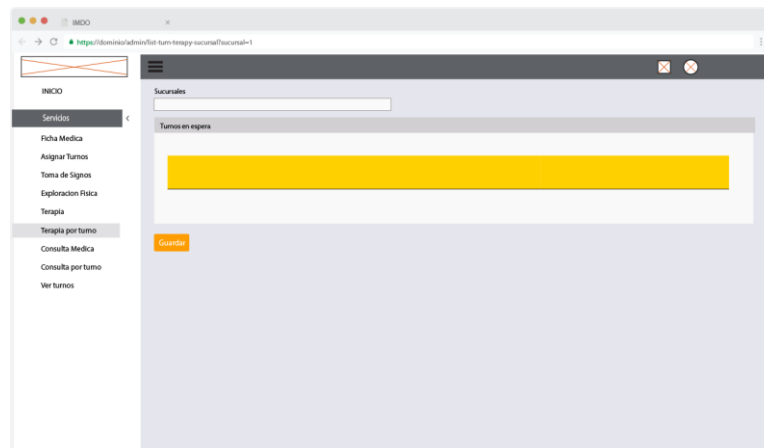 IMDO
https://dominio/admin/list-turn-terapy-sucursal?sucursal=1
INICIO
Servicios
Ficha Medica
Asignar Turnos
Toma de Signos
Exploracion Fisica
Terapia
Terapia por turno
Consulta Medica
Consulta por turno
Ver turnos
Sucursales
Turnos en espera
Guardar